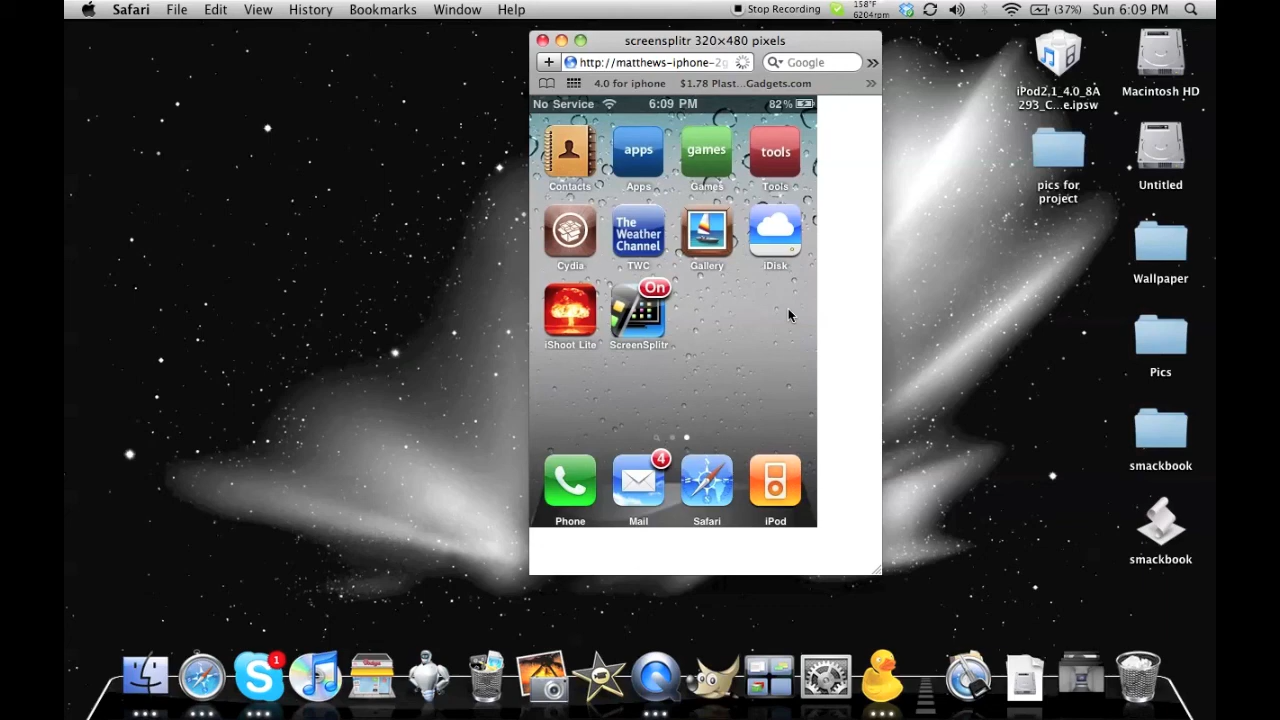 Safari File Edit View History Bookmarks Window Help
Stop Recording 158°F 6204rpm (37%) Sun 6:09 PM
screensplitr 320×480 pixels
http://matthews-iphone-2g
Google
4.0 for iphone $1.78 Plast...Gadgets.com
No Service 6:09 PM 82%
apps games tools
Contacts Apps Games Tools
The Weather Channel
Cydia TWC Gallery iDisk
On
iShoot Lite ScreenSplitr
4
Phone Mail Safari iPod
iPod2,1_4.0_8A
293_C...e.ipsw
Macintosh HD
pics for
project
Untitled
Wallpaper
Pics
smackbook
smackbook
1